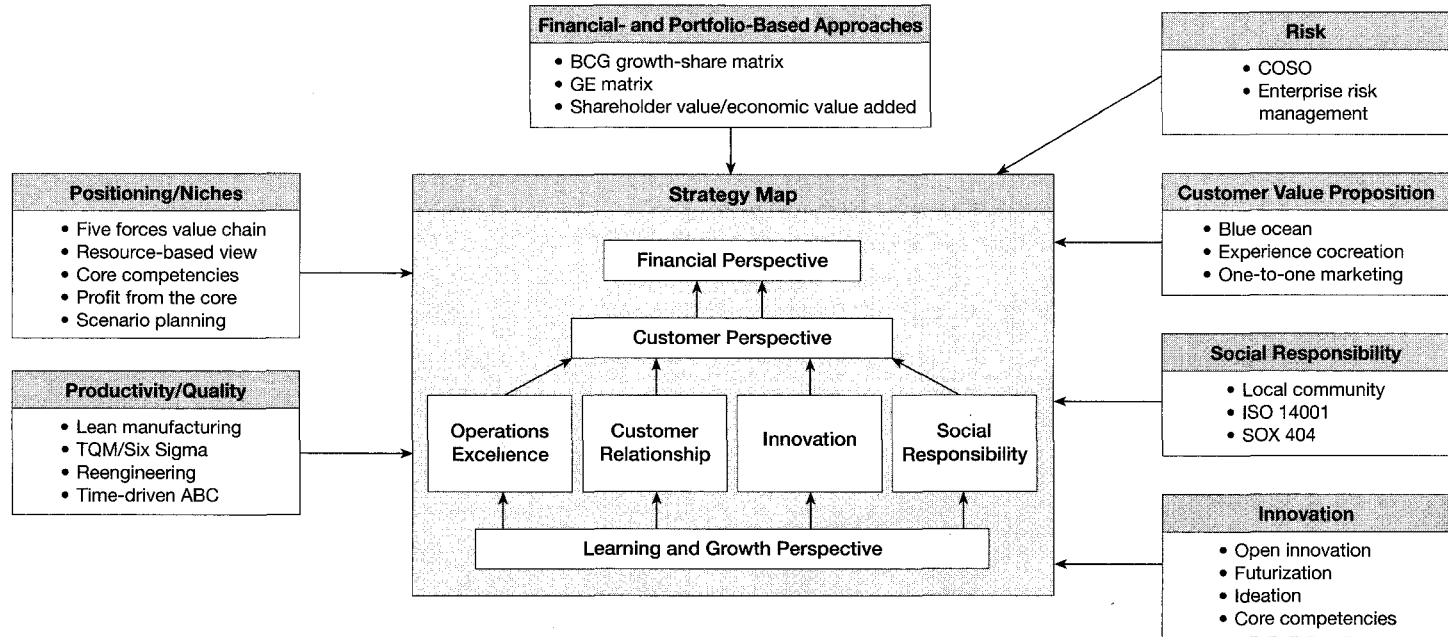 Financial- and Portfolio-Based Approaches
• BCG growth-share matrix
• GE matrix
• Shareholder value/economic value added
Risk
• COSO
• Enterprise risk
management
Positioning/Niches
• Five forces value chain
• Resource-based view
• Core competencies
• Profit from the core
• Scenario planning
Productivity/Quality
• Lean manufacturing
• TQM/Six Sigma
• Reengineering
• Time-driven ABC
Strategy Map
Financial Perspective
Customer Perspective
Operations
Excellence
Customer
Relationship
Innovation
Social
Responsibility
Learning and Growth Perspective
Customer Value Proposition
• Blue ocean
• Experience cocreation
• One-to-one marketing
Social Responsibility
• Local community
• ISO 14001
• SOX 404
Innovation
• Open innovation
• Futurization
• Ideation
• Core competencies